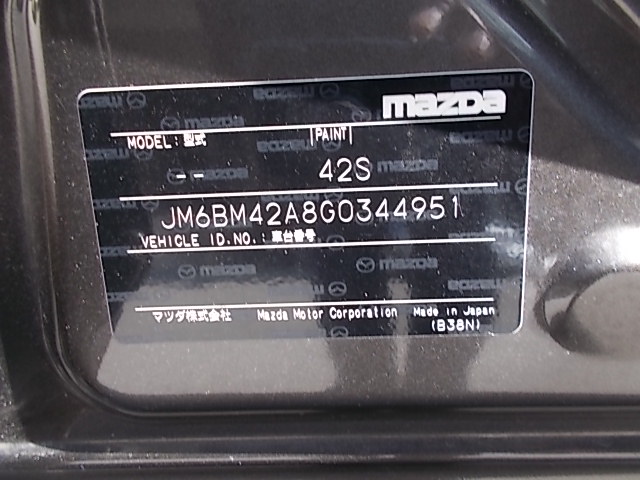 mazda
MODEL:型式 PAINT
-- 42S
JM6BM42A8G0344951
VEHICLE ID.NO.:車台番号
マツダ株式会社 Mazda Motor Corporation Made in Japan
(B38N)